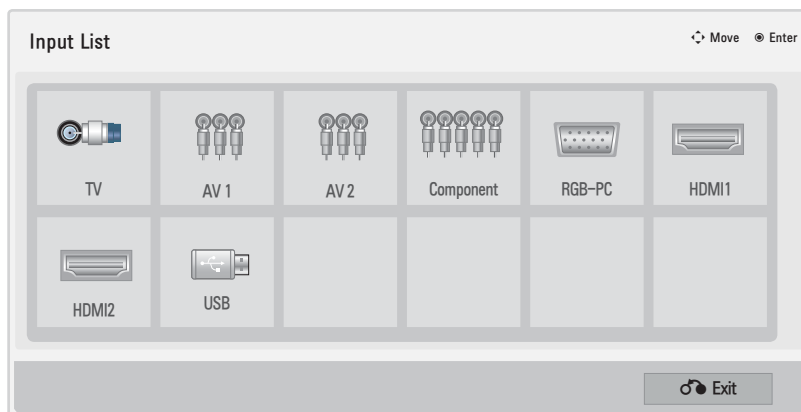 Input List
Move Enter
TV AV 1 AV 2 Component RGB-PC HDMI1
HDMI2 USB
Exit